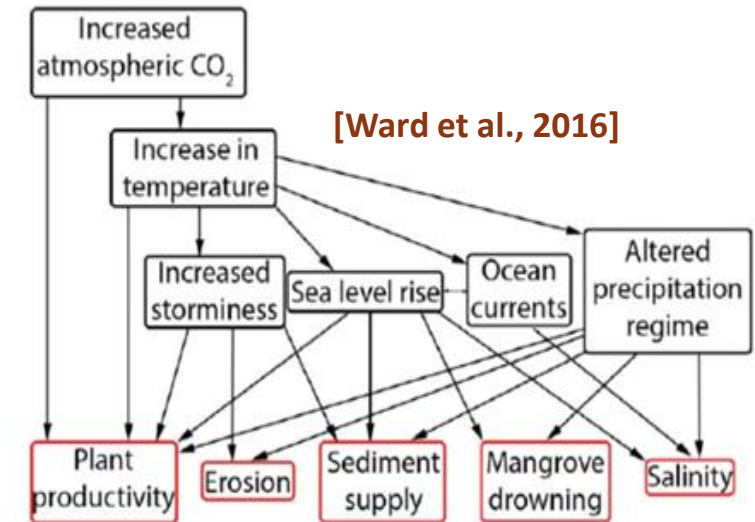 Increased
atmospheric CO₂
[Ward et al., 2016]
Increase in
temperature
Increased
storminess
Sea level rise
Ocean
currents
Altered
precipitation
regime
Plant
productivity
Erosion
Sediment
supply
Mangrove
drowning
Salinity